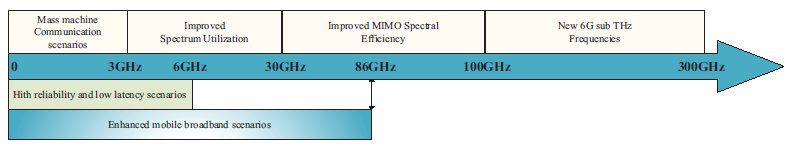 Mass machine
Communication
scenarios
Improved
Spectrum Utilization
Improved MIMO Spectral
Efficiency
New 6G sub THz
Frequencies
0 3GHz 6GHz 30GHz 86GHz 100GHz 300GHz
Hith reliability and low latency scenarios
Enhanced mobile broadband scenarios